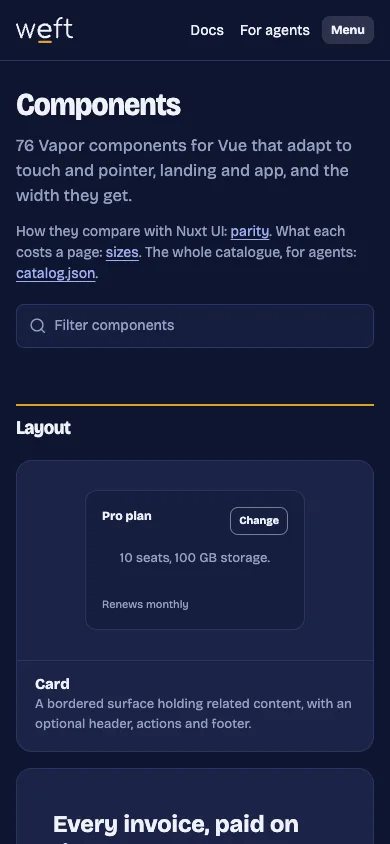 weft
Docs
For agents
Menu
Components
76 Vapor components for Vue that adapt to
touch and pointer, landing and app, and the
width they get.
How they compare with Nuxt UI: parity. What each
costs a page: sizes. The whole catalogue, for agents:
catalog.json.
Filter components
Layout
Pro plan
Change
10 seats, 100 GB storage.
Renews monthly
Card
A bordered surface holding related content, with an
optional header, actions and footer.
Every invoice, paid on